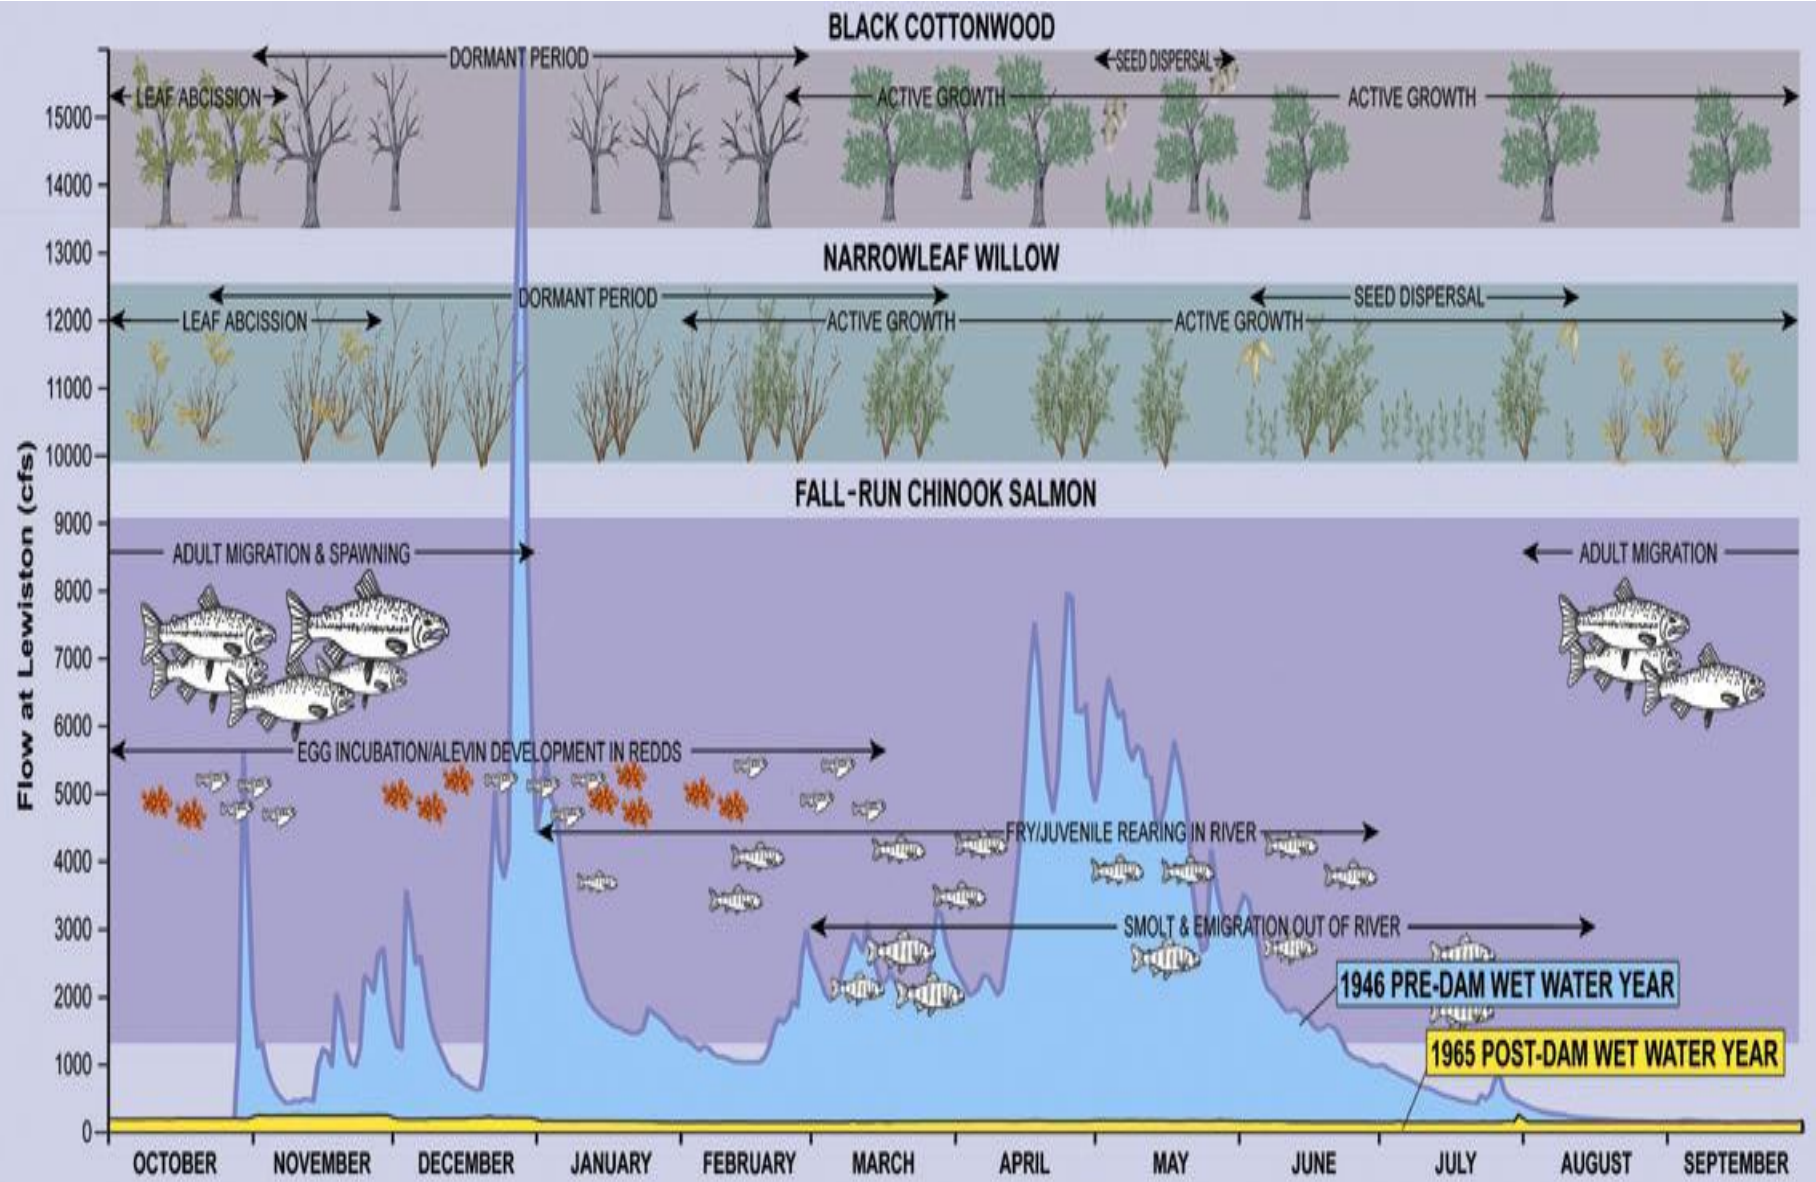 BLACK COTTONWOOD
DORMANT PERIOD
SEED DISPERSAL
LEAF ABCISSION
ACTIVE GROWTH
ACTIVE GROWTH
NARROWLEAF WILLOW
DORMANT PERIOD
SEED DISPERSAL
LEAF ABCISSION
ACTIVE GROWTH
ACTIVE GROWTH
FALL-RUN CHINOOK SALMON
ADULT MIGRATION & SPAWNING
ADULT MIGRATION
EGG INCUBATION/ALEVIN DEVELOPMENT IN REDDS
FRY/JUVENILE REARING IN RIVER
SMOLT & EMIGRATION OUT OF RIVER
1946 PRE-DAM WET WATER YEAR
1965 POST-DAM WET WATER YEAR
Flow at Lewiston (cfs)
15000
14000
13000
12000
11000
10000
9000
8000
7000
6000
5000
4000
3000
2000
1000
0
OCTOBER
NOVEMBER
DECEMBER
JANUARY
FEBRUARY
MARCH
APRIL
MAY
JUNE
JULY
AUGUST
SEPTEMBER